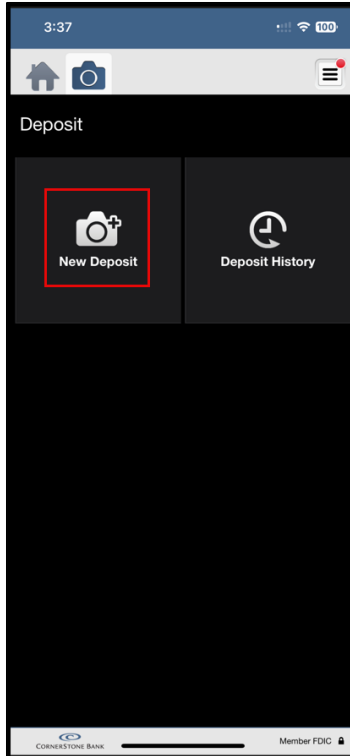 3:37
100
Deposit
New Deposit
Deposit History
CORNERSTONE BANK
Member FDIC